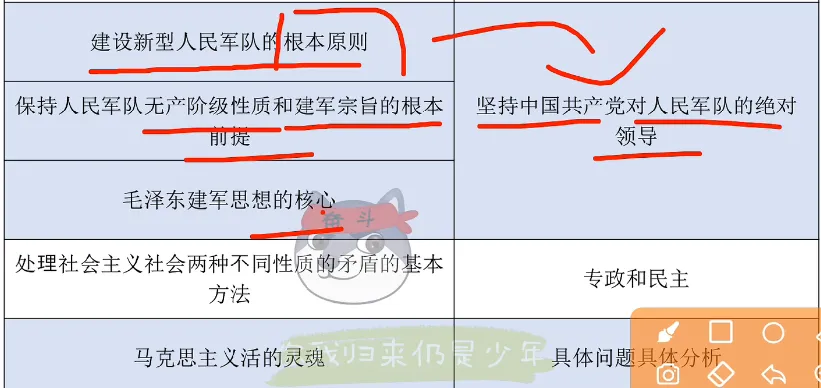 建设新型人民军队的根本原则
保持人民军队无产阶级性质和建军宗旨的根本
前提
坚持中国共产党对人民军队的绝对
领导
毛泽东建军思想的核心
奋斗
处理社会主义社会两种不同性质的矛盾的基本
方法
专政和民主
马克思主义活的灵魂
具体问题具体分析
我归来仍是少年